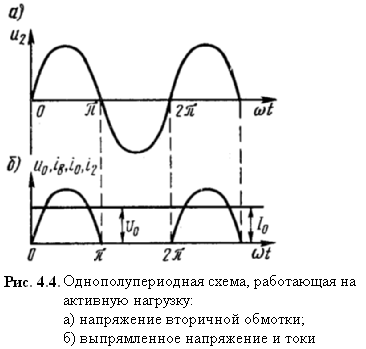 а)
u2
0 π 2π ωt
б) u0,iв,i0,i2
U0 I0
0 π 2π ωt
Рис. 4.4. Однополупериодная схема, работающая на
активную нагрузку:
а) напряжение вторичной обмотки;
б) выпрямленное напряжение и токи